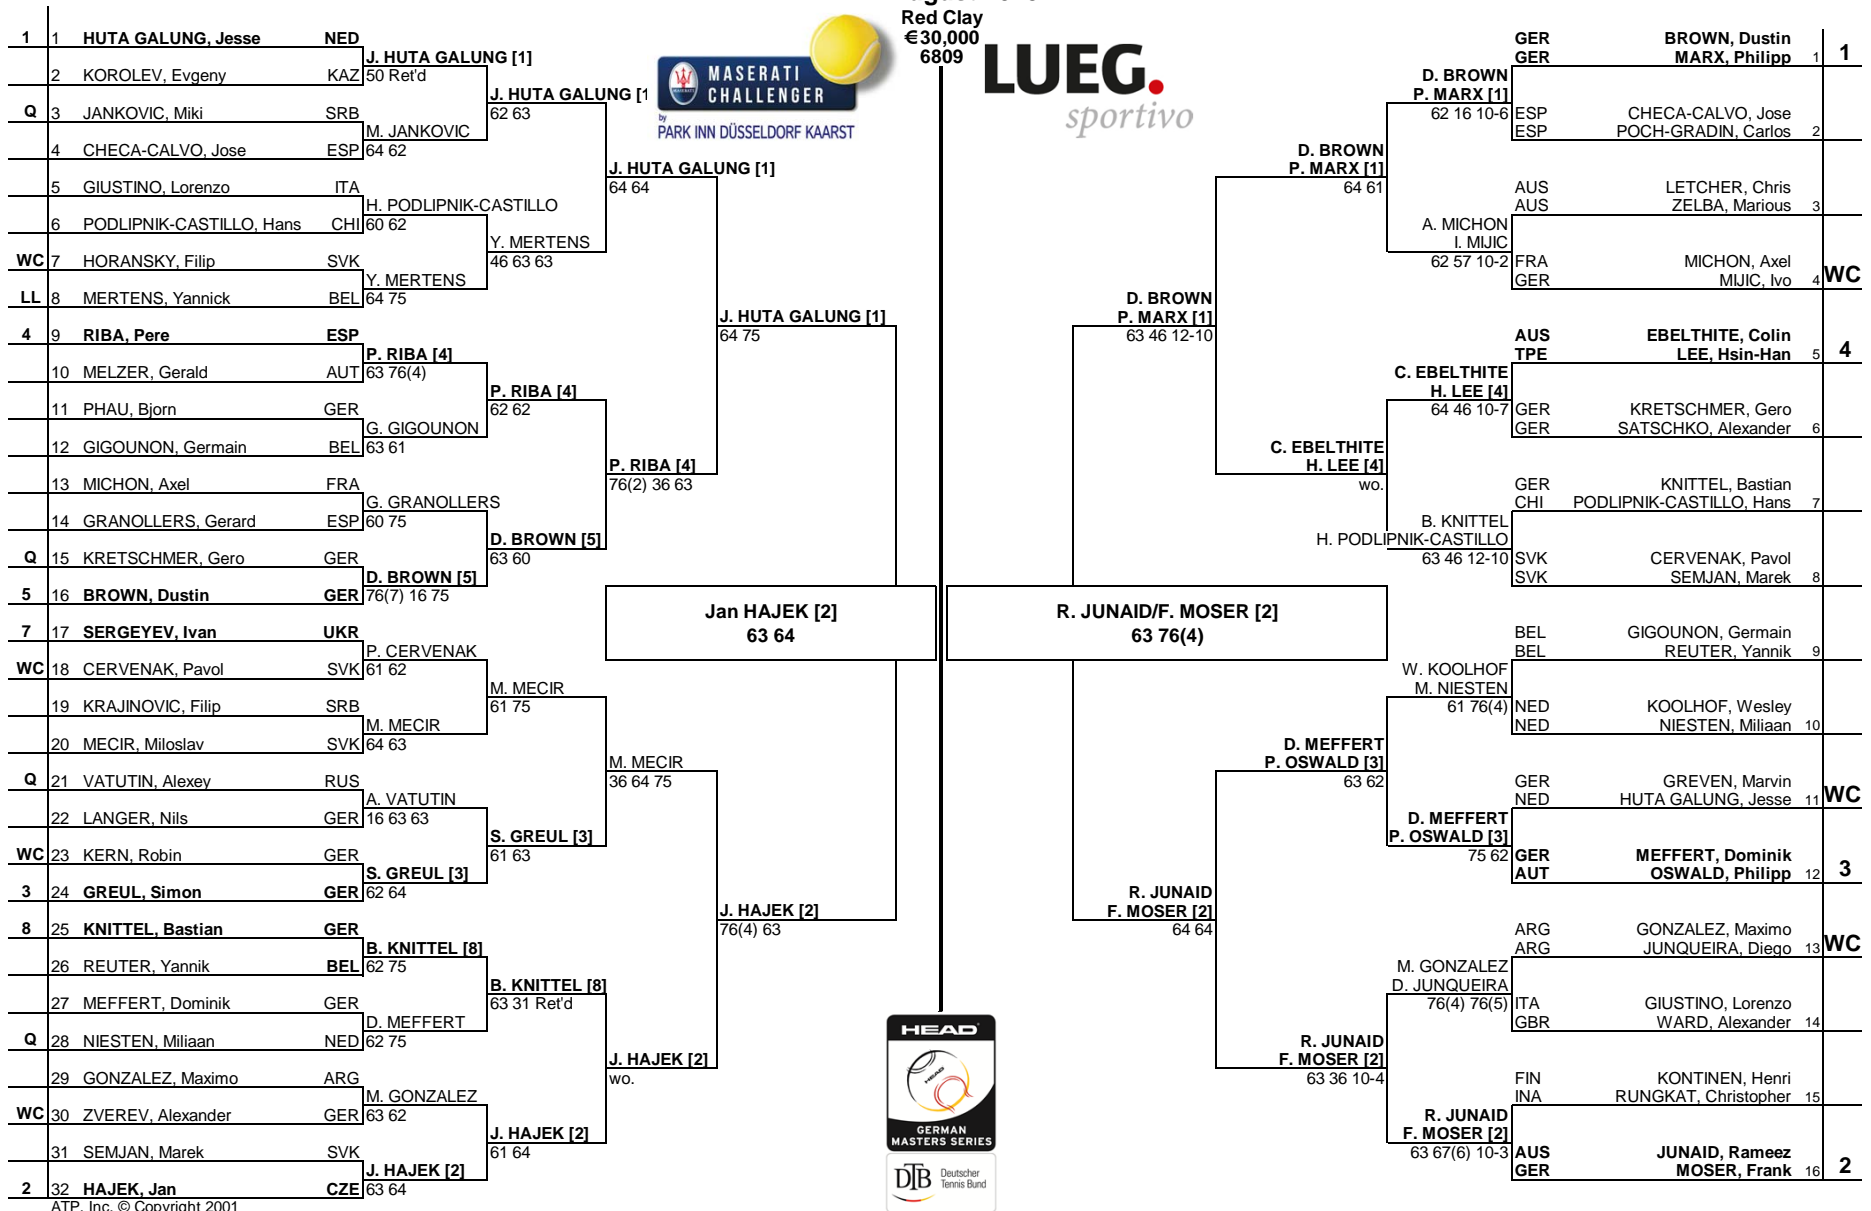 Red Clay
€30,000
6809
MASERATI
CHALLENGER
by
PARK INN DÜSSELDORF KAARST
LUEG.
sportivo
1 1 HUTA GALUNG, Jesse NED
J. HUTA GALUNG [1]
2 KOROLEV, Evgeny KAZ 50 Ret'd
J. HUTA GALUNG [1
Q 3 JANKOVIC, Miki SRB 62 63
M. JANKOVIC
4 CHECA-CALVO, Jose ESP 64 62
J. HUTA GALUNG [1]
5 GIUSTINO, Lorenzo ITA 64 64
H. PODLIPNIK-CASTILLO
6 PODLIPNIK-CASTILLO, Hans CHI 60 62
Y. MERTENS
WC 7 HORANSKY, Filip SVK 46 63 63
Y. MERTENS
LL 8 MERTENS, Yannick BEL 64 75
J. HUTA GALUNG [1]
4 9 RIBA, Pere ESP 64 75
P. RIBA [4]
10 MELZER, Gerald AUT 63 76(4)
P. RIBA [4]
11 PHAU, Bjorn GER 62 62
G. GIGOUNON
12 GIGOUNON, Germain BEL 63 61
P. RIBA [4]
13 MICHON, Axel FRA 76(2) 36 63
G. GRANOLLERS
14 GRANOLLERS, Gerard ESP 60 75
D. BROWN [5]
Q 15 KRETSCHMER, Gero GER 63 60
D. BROWN [5]
5 16 BROWN, Dustin GER 76(7) 16 75
Jan HAJEK [2]
63 64
7 17 SERGEYEV, Ivan UKR
P. CERVENAK
WC 18 CERVENAK, Pavol SVK 61 62
M. MECIR
19 KRAJINOVIC, Filip SRB 61 75
M. MECIR
20 MECIR, Miloslav SVK 64 63
M. MECIR
Q 21 VATUTIN, Alexey RUS 36 64 75
A. VATUTIN
22 LANGER, Nils GER 16 63 63
S. GREUL [3]
WC 23 KERN, Robin GER 61 63
S. GREUL [3]
3 24 GREUL, Simon GER 62 64
J. HAJEK [2]
8 25 KNITTEL, Bastian GER 76(4) 63
B. KNITTEL [8]
26 REUTER, Yannik BEL 62 75
B. KNITTEL [8]
27 MEFFERT, Dominik GER 63 31 Ret'd
D. MEFFERT
Q 28 NIESTEN, Miliaan NED 62 75
J. HAJEK [2]
29 GONZALEZ, Maximo ARG wo.
M. GONZALEZ
WC 30 ZVEREV, Alexander GER 63 62
J. HAJEK [2]
31 SEMJAN, Marek SVK 61 64
J. HAJEK [2]
2 32 HAJEK, Jan CZE 63 64
ATP, Inc. © Copyright 2001
GER BROWN, Dustin
GER MARX, Philipp 1 1
D. BROWN
P. MARX [1]
62 16 10-6 ESP CHECA-CALVO, Jose
ESP POCH-GRADIN, Carlos 2
D. BROWN
P. MARX [1]
64 61 AUS LETCHER, Chris
AUS ZELBA, Marious 3
A. MICHON
I. MIJIC
62 57 10-2 FRA MICHON, Axel
GER MIJIC, Ivo 4 WC
D. BROWN
P. MARX [1]
63 46 12-10 AUS EBELTHITE, Colin
TPE LEE, Hsin-Han 5 4
C. EBELTHITE
H. LEE [4]
64 46 10-7 GER KRETSCHMER, Gero
GER SATSCHKO, Alexander 6
C. EBELTHITE
H. LEE [4]
wo. GER KNITTEL, Bastian
CHI PODLIPNIK-CASTILLO, Hans 7
B. KNITTEL
H. PODLIPNIK-CASTILLO
63 46 12-10 SVK CERVENAK, Pavol
SVK SEMJAN, Marek 8
R. JUNAID/F. MOSER [2]
63 76(4)
BEL GIGOUNON, Germain
BEL REUTER, Yannik 9
W. KOOLHOF
M. NIESTEN
61 76(4) NED KOOLHOF, Wesley
NED NIESTEN, Miliaan 10
D. MEFFERT
P. OSWALD [3]
63 62 GER GREVEN, Marvin
NED HUTA GALUNG, Jesse 11 WC
D. MEFFERT
P. OSWALD [3]
75 62 GER MEFFERT, Dominik
AUT OSWALD, Philipp 12 3
R. JUNAID
F. MOSER [2]
64 64 ARG GONZALEZ, Maximo
ARG JUNQUEIRA, Diego 13 WC
M. GONZALEZ
D. JUNQUEIRA
76(4) 76(5) ITA GIUSTINO, Lorenzo
GBR WARD, Alexander 14
R. JUNAID
F. MOSER [2]
63 36 10-4 FIN KONTINEN, Henri
INA RUNGKAT, Christopher 15
R. JUNAID
F. MOSER [2]
63 67(6) 10-3 AUS JUNAID, Rameez
GER MOSER, Frank 16 2
HEAD
HEAD
GERMAN
MASTERS SERIES
DTB Deutscher
Tennis Bund